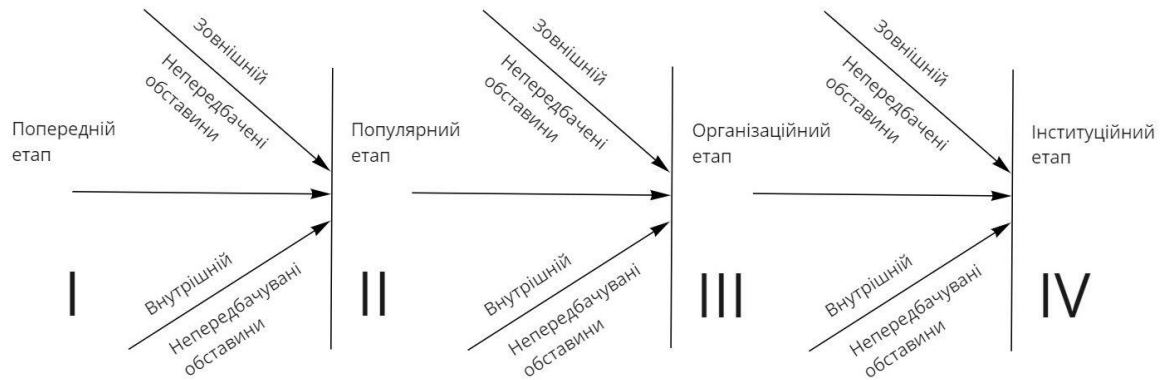 Попередній
етап
Зовнішній
Непередбачені
обставини
Внутрішній
Непередбачувані
обставини
I
Популярний
етап
Зовнішній
Непередбачені
обставини
Внутрішній
Непередбачувані
обставини
II
Організаційний
етап
Зовнішній
Непередбачені
обставини
Внутрішній
Непередбачувані
обставини
III
Інституційний
етап
IV